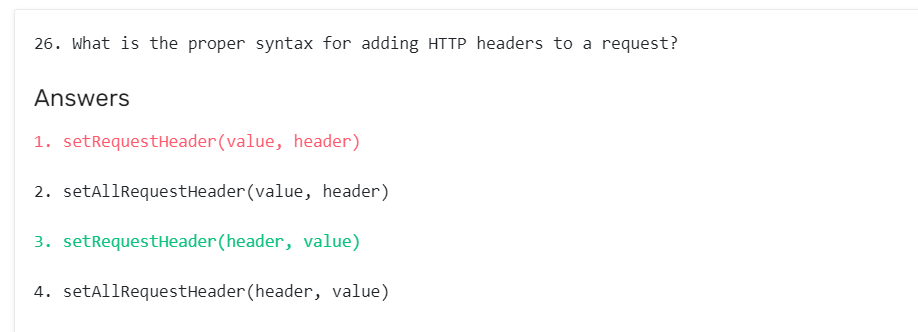 26. What is the proper syntax for adding HTTP headers to a request?
Answers
1. setRequestHeader(value, header)
2. setAllRequestHeader(value, header)
3. setRequestHeader(header, value)
4. setAllRequestHeader(header, value)